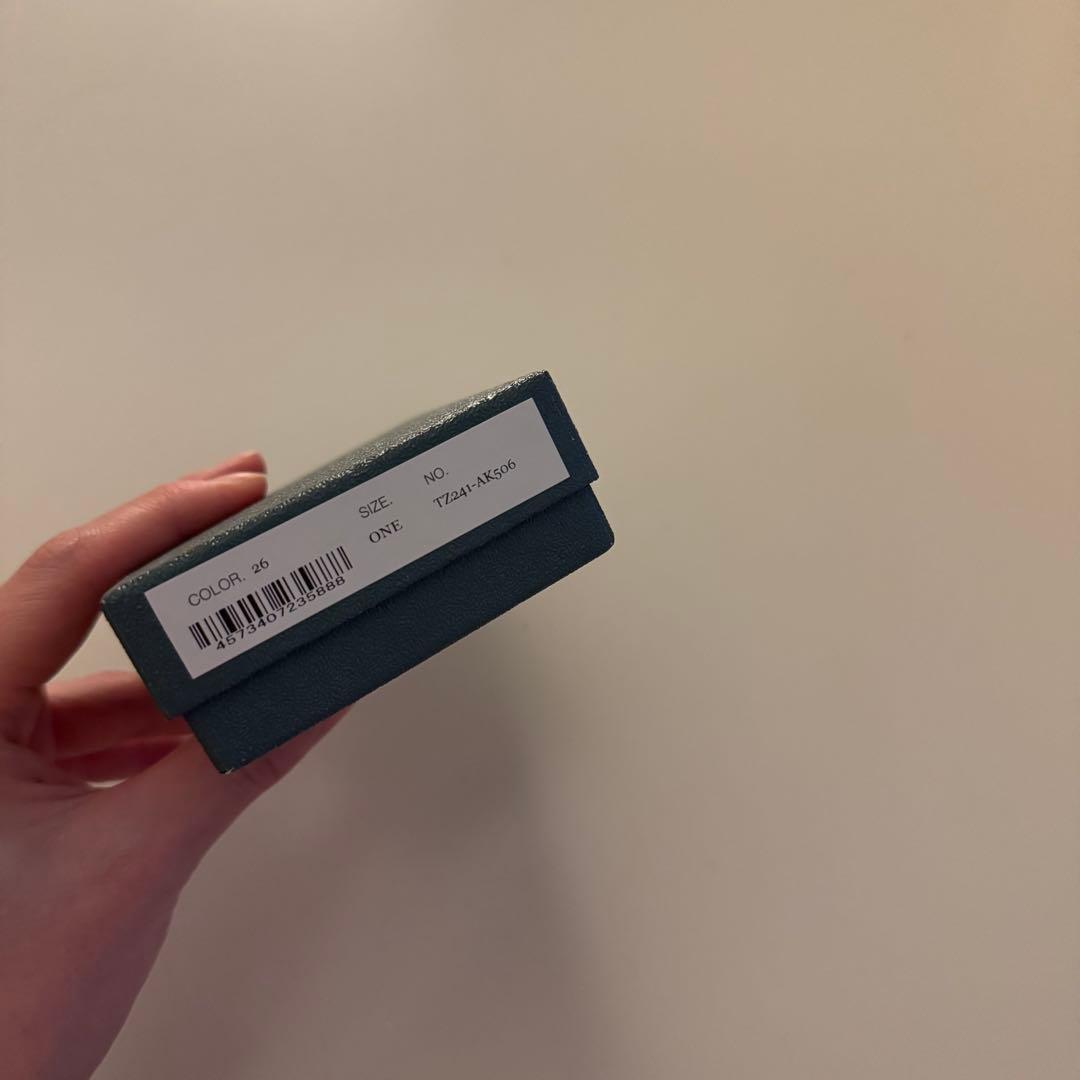 COLOR. 26
SIZE. ONE
NO. TZ241-AK506
4573407235888